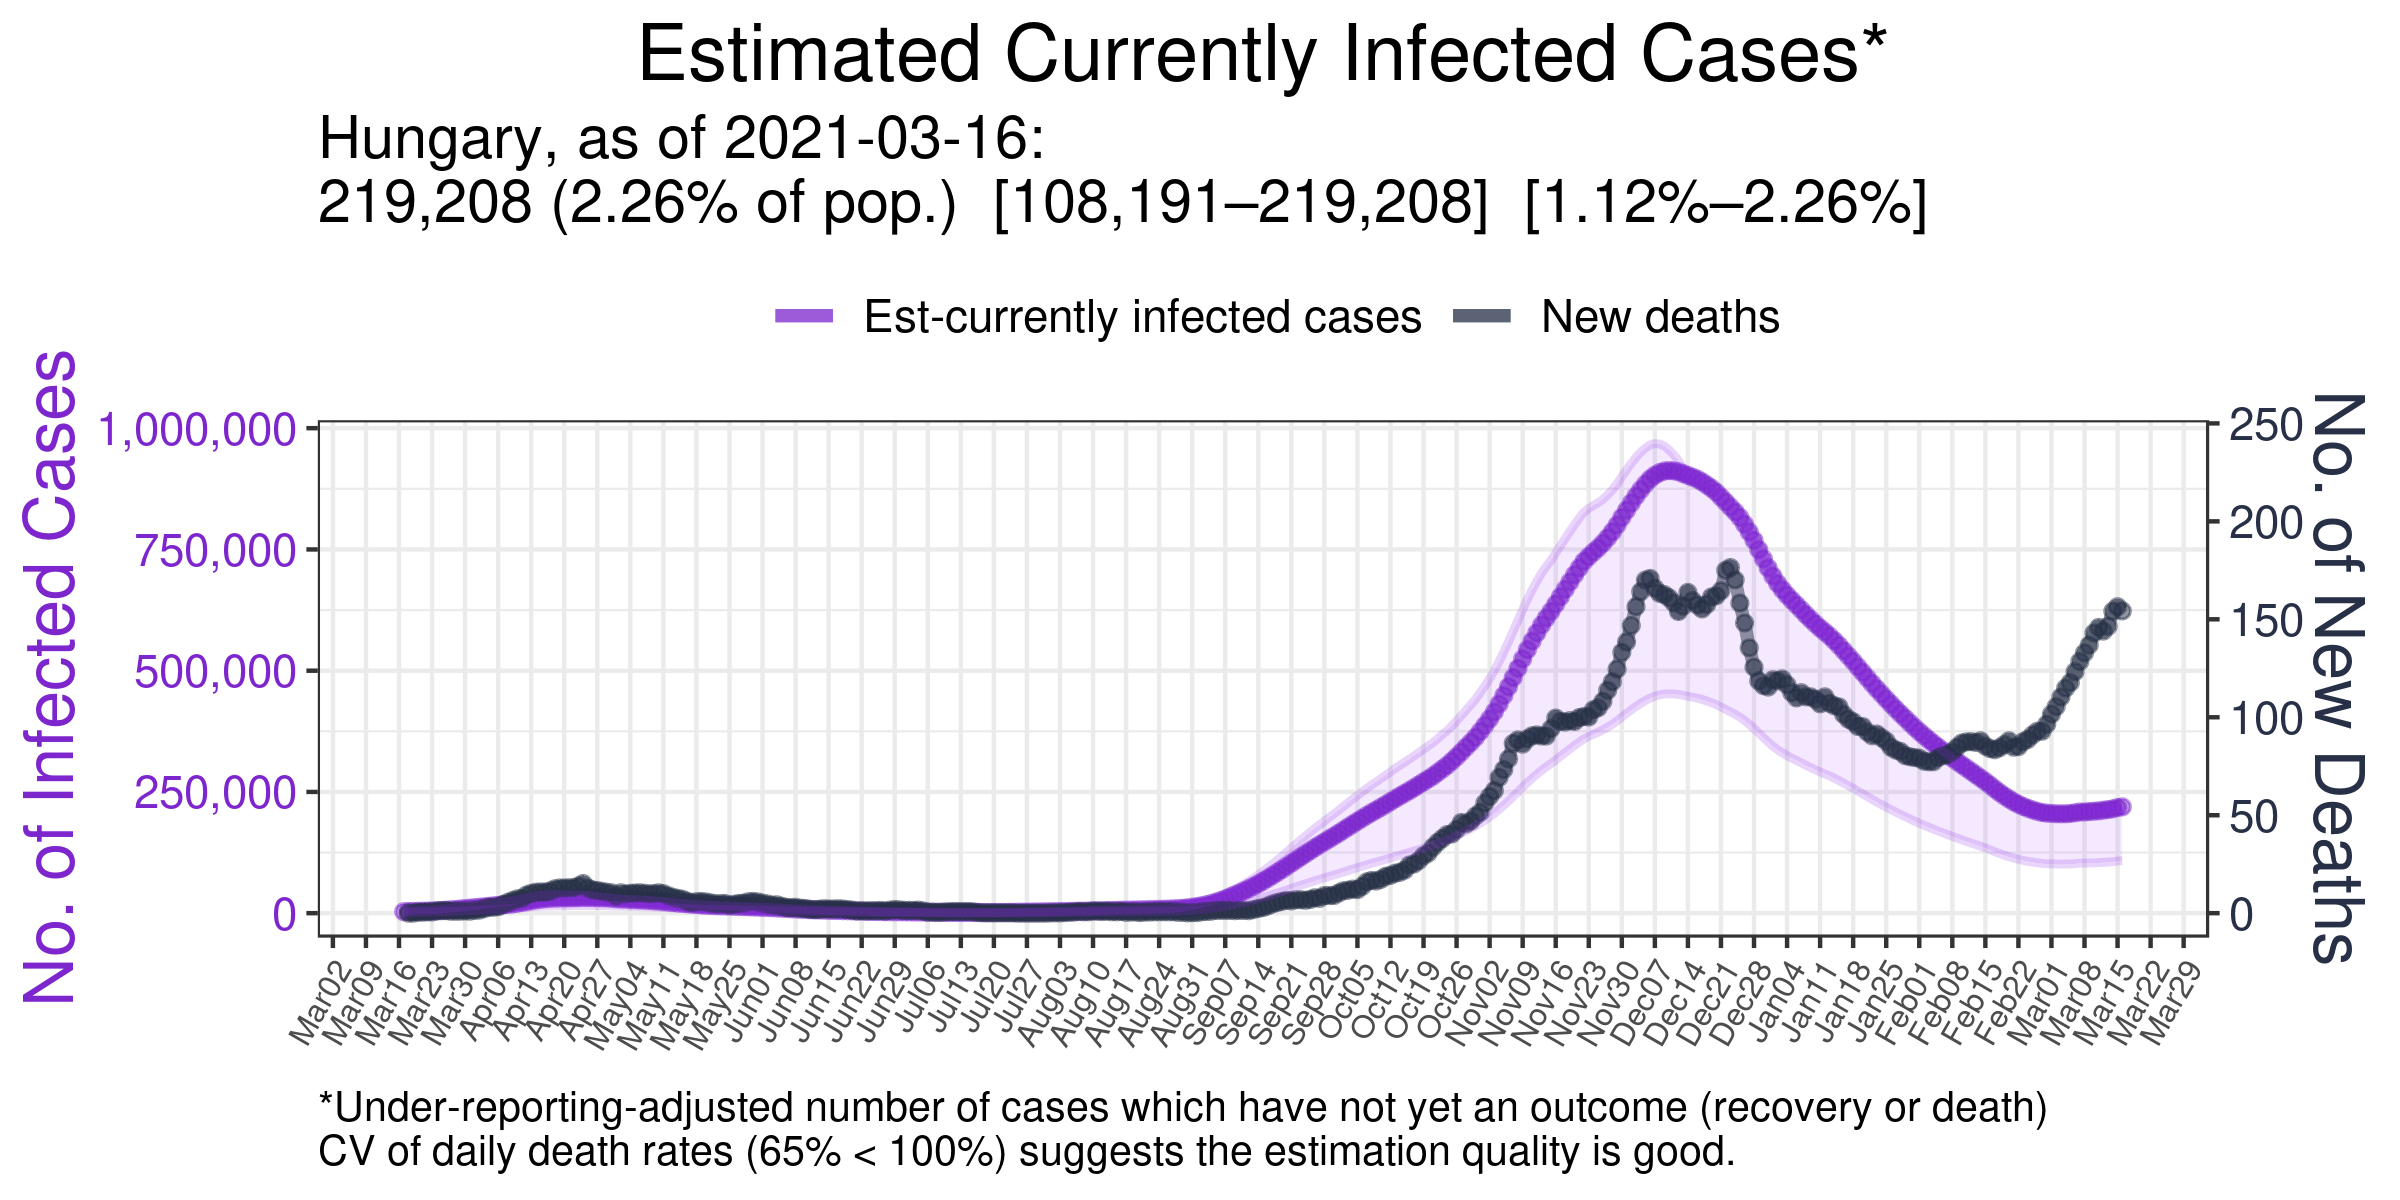 Estimated Currently Infected Cases*
Hungary, as of 2021-03-16:
219,208 (2.26% of pop.) [108,191–219,208] [1.12%–2.26%]
Est-currently infected cases New deaths
No. of Infected Cases
1,000,000
750,000
500,000
250,000
0
250
200
150
100
50
0
No. of New Deaths
Mar02 Mar09 Mar16 Mar23 Mar30 Apr06 Apr13 Apr20 Apr27 May04 May11 May18 May25 Jun01 Jun08 Jun15 Jun22 Jun29 Jul06 Jul13 Jul20 Jul27 Aug03 Aug10 Aug17 Aug24 Aug31 Sep07 Sep14 Sep21 Sep28 Oct05 Oct12 Oct19 Oct26 Nov02 Nov09 Nov16 Nov23 Nov30 Dec07 Dec14 Dec21 Dec28 Jan04 Jan11 Jan18 Jan25 Feb01 Feb08 Feb15 Feb22 Mar01 Mar08 Mar15 Mar22 Mar29
*Under-reporting-adjusted number of cases which have not yet an outcome (recovery or death)
CV of daily death rates (65% < 100%) suggests the estimation quality is good.